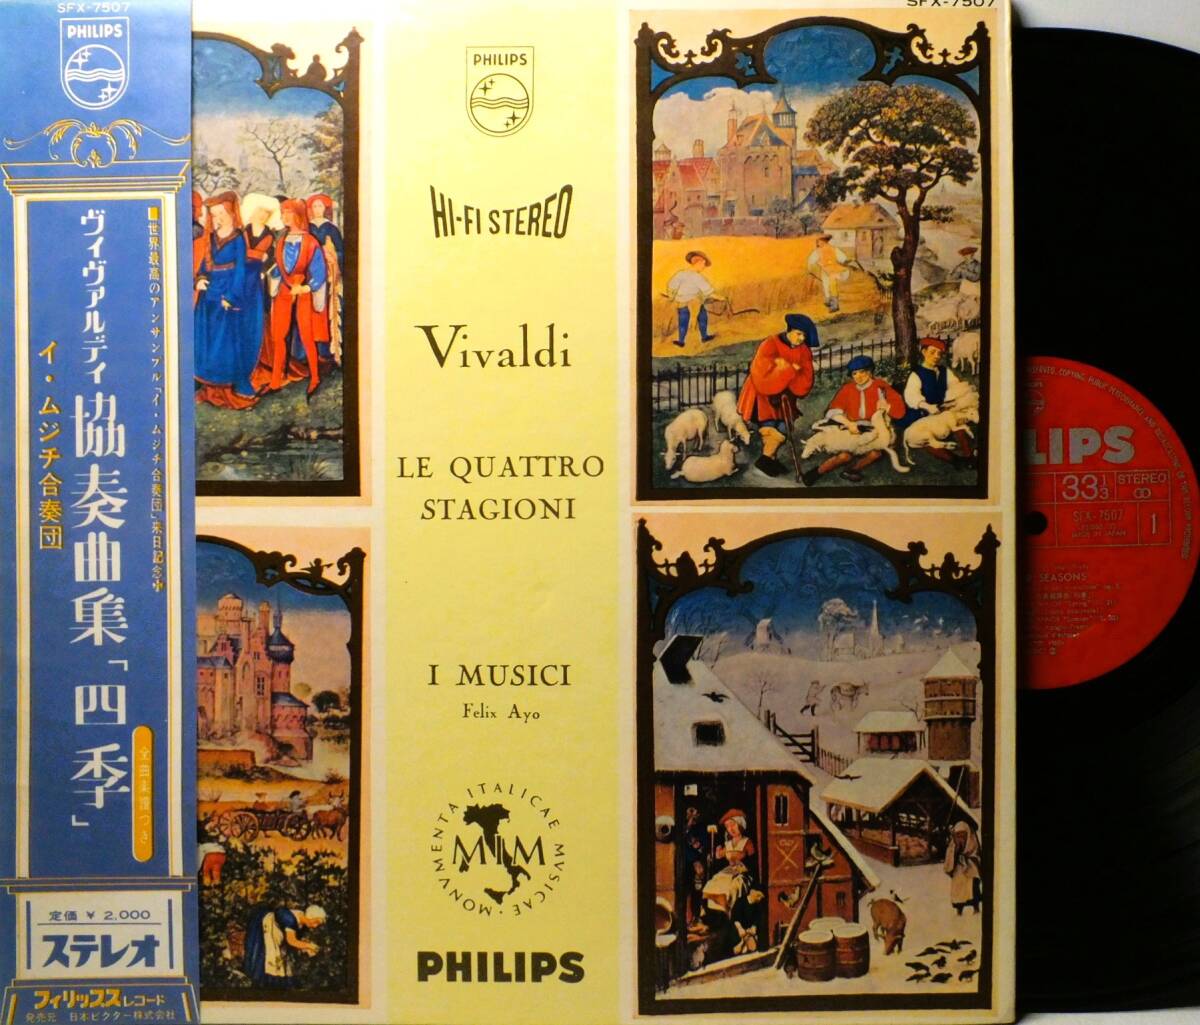 SFX-7507
PHILIPS
■世界最高のアンサンブル「イ・ムジチ合奏団」来日記念✤
ヴィヴァルディ 協奏曲集「四季」
イ・ムジチ合奏団
全曲楽譜つき
定価 ¥ 2,000
ステレオ
フィリップスレコード
発売元 日本ビクター株式会社
PHILIPS
HI-FI STEREO
Vivaldi
LE QUATTRO
STAGIONI
I MUSICI
Felix Ayo
MONVMENTA ITALICAE MVSICAE
MIM
PHILIPS
SFX-7507
LIPS
33⅓
STEREO
SFX-7507
MADE IN JAPAN
1
SEASONS